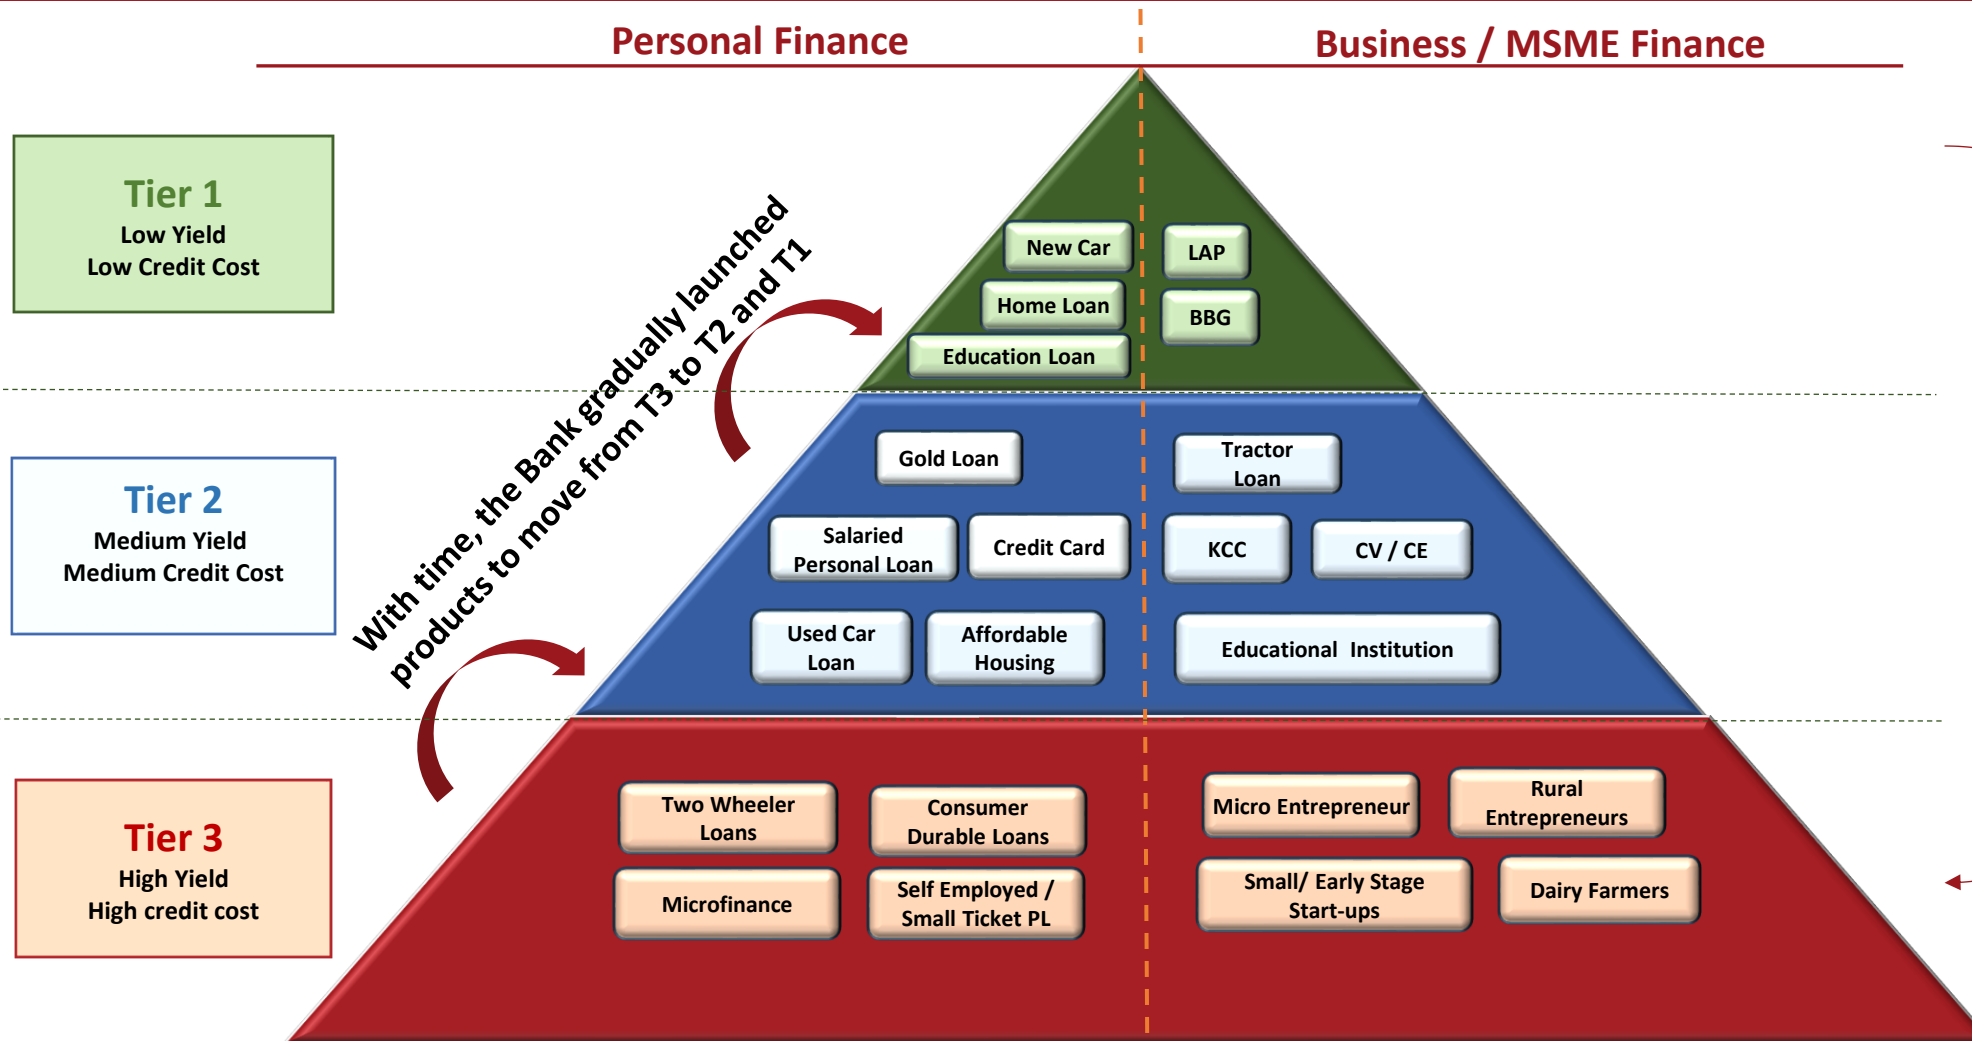 Personal Finance
Business / MSME Finance
Tier 1
Low Yield
Low Credit Cost
With time, the Bank gradually launched
products to move from T3 to T2 and T1
New Car
Home Loan
Education Loan
LAP
BBG
Tier 2
Medium Yield
Medium Credit Cost
Gold Loan
Salaried
Personal Loan
Credit Card
Used Car
Loan
Affordable
Housing
Tractor
Loan
KCC
CV / CE
Educational Institution
Tier 3
High Yield
High credit cost
Two Wheeler
Loans
Consumer
Durable Loans
Microfinance
Self Employed /
Small Ticket PL
Micro Entrepreneur
Rural
Entrepreneurs
Small/ Early Stage
Start-ups
Dairy Farmers